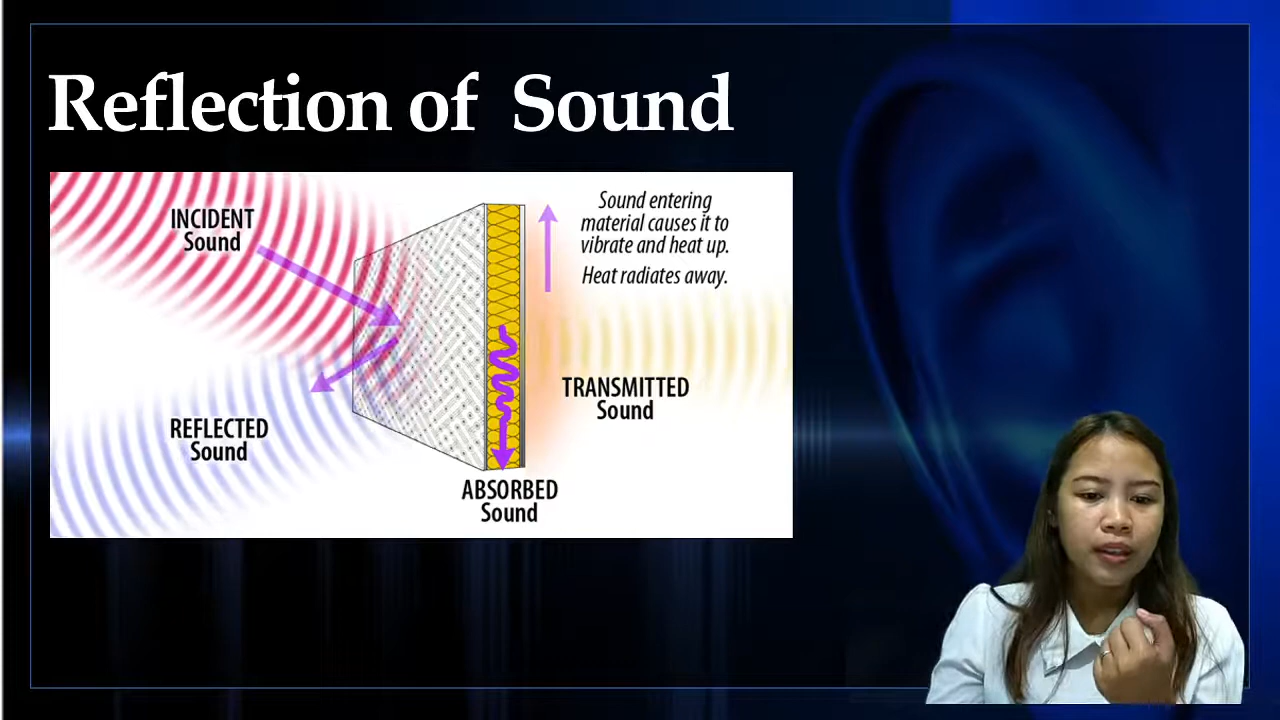 Reflection of Sound
INCIDENT
Sound
Sound entering
material causes it to
vibrate and heat up.
Heat radiates away.
TRANSMITTED
Sound
REFLECTED
Sound
ABSORBED
Sound